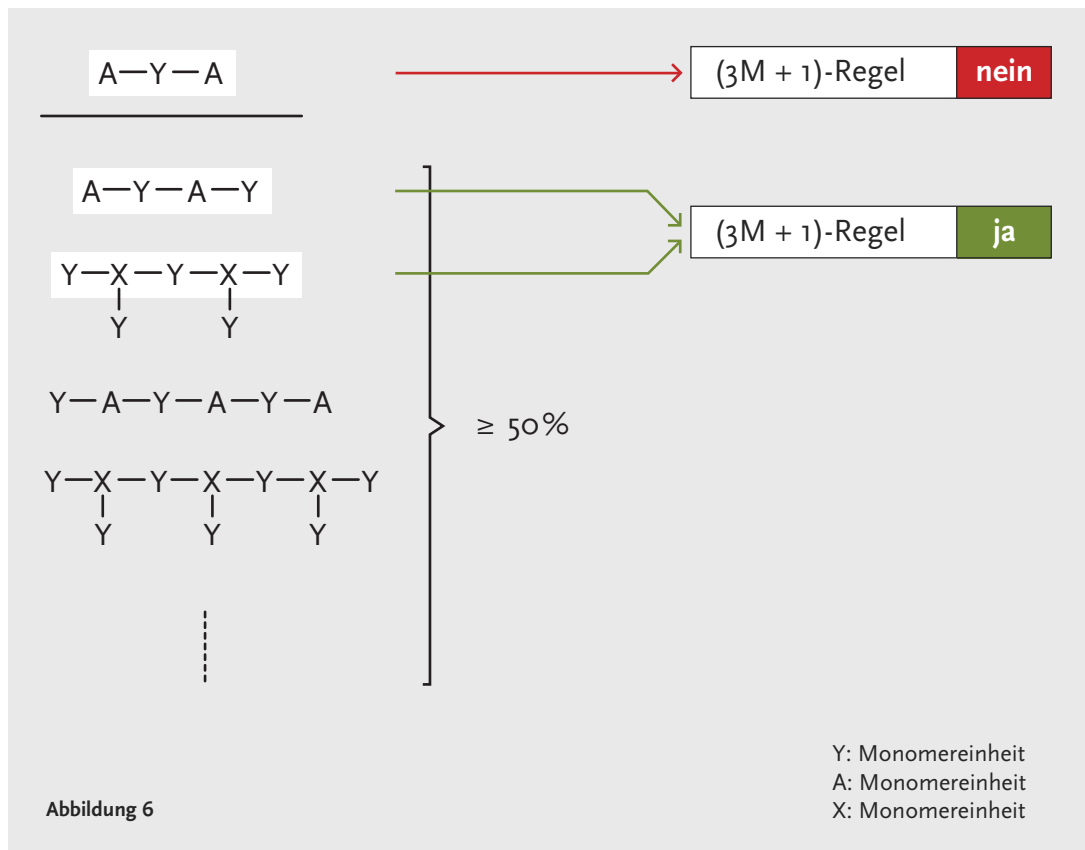 A—Y—A
(3M + 1)-Regel nein
A—Y—A—Y
(3M + 1)-Regel ja
Y—X—Y—X—Y
Y Y
Y—A—Y—A—Y—A
≥ 50%
Y—X—Y—X—Y—X—Y
Y Y Y
Y: Monomereinheit
A: Monomereinheit
X: Monomereinheit
Abbildung 6